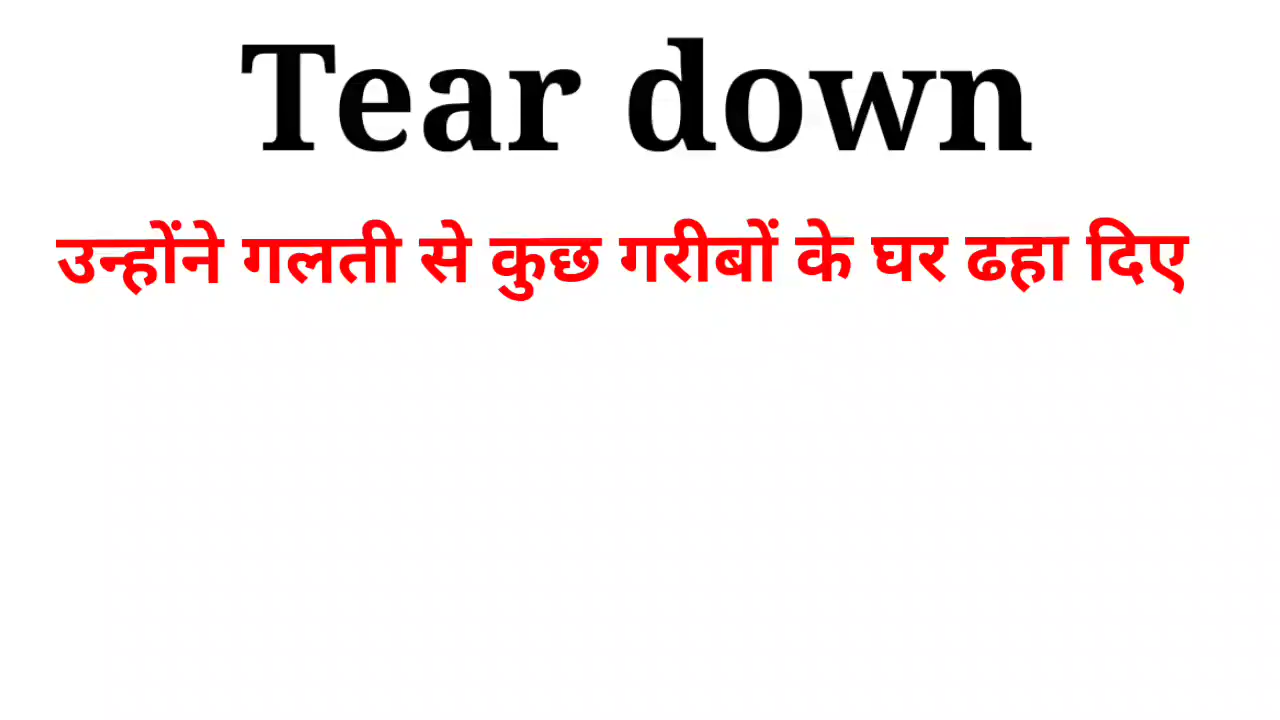 Tear down
उन्होंने गलती से कुछ गरीबों के घर ढहा दिए